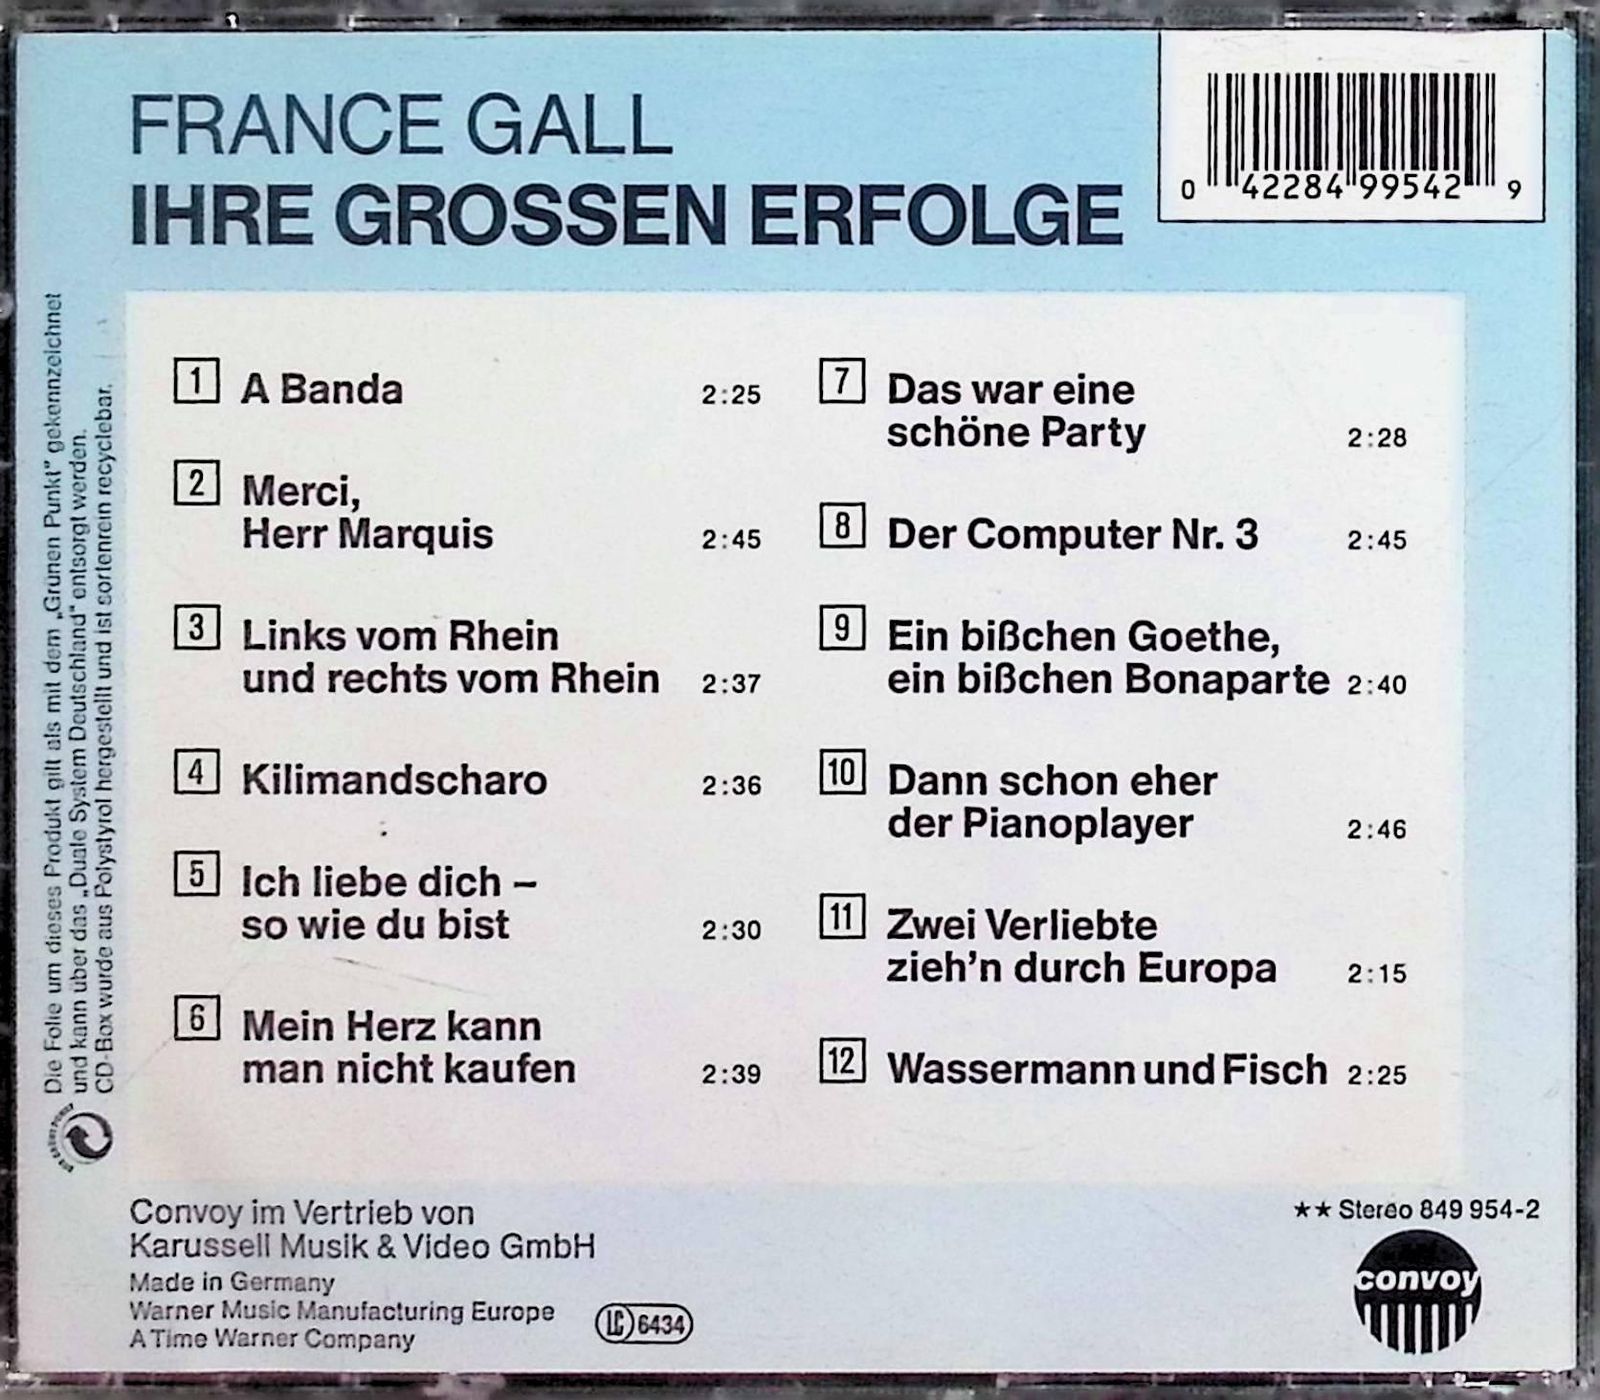 FRANCE GALL
IHRE GROSSEN ERFOLGE
0 42284 99542 9
1 A Banda 2:25
2 Merci,
Herr Marquis 2:45
3 Links vom Rhein
und rechts vom Rhein 2:37
4 Kilimandscharo 2:36
5 Ich liebe dich –
so wie du bist 2:30
6 Mein Herz kann
man nicht kaufen 2:39
7 Das war eine
schöne Party 2:28
8 Der Computer Nr. 3 2:45
9 Ein bißchen Goethe,
ein bißchen Bonaparte 2:40
10 Dann schon eher
der Pianoplayer 2:46
11 Zwei Verliebte
zieh'n durch Europa 2:15
12 Wassermann und Fisch 2:25
Die Folie um dieses Produkt gilt als mit dem „Grünen Punkt" gekennzeichnet
und kann über das „Duale System Deutschland" entsorgt werden.
CD-Box wurde aus Polystyrol hergestellt und ist sortenrein recyclebar.
DER GRÜNE PUNKT
Convoy im Vertrieb von
Karussell Musik & Video GmbH
Made in Germany
Warner Music Manufacturing Europe
A Time Warner Company
LC 6434
★★ Stereo 849 954-2
convoy